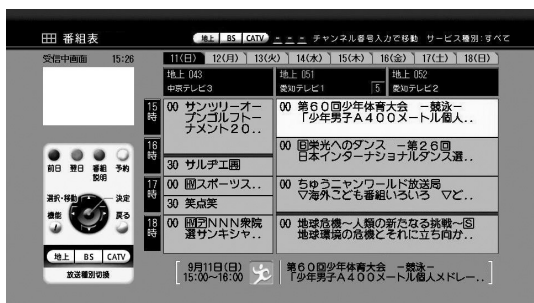 番組表
地上 BS CATV
_ _ _ チャンネル番号入力で移動 サービス種別:すべて
受信中画面 15:26
11(日) 12(月) 13(火) 14(水) 15(木) 16(金) 17(土) 18(日)
地上 043
中京テレビ3
地上 051
愛知テレビ1
5
地上 052
愛知テレビ2
15時
00 サンツリーオー
プンゴルフトー
ナメント20..
00 第60回少年体育大会 −競泳−
「少年男子A400メートル個人..
16時
00 回栄光へのダンス −第26回
日本インターナショナルダンス選..
30 サルヂエ圏
17時
00 スポーツス..
30 笑点笑
00 ちゅうニャンワールド放送局
▽海外こども番組いろいろ ▽ど..
18時
00 NNN衆院
選サンキシャ..
00 地球危機~人類の新たなる挑戦~S
地球環境の危機とそれに立ち向か..
前日 翌日 番組説明 予約
選択・移動 決定
機能 戻る
地上 BS CATV
放送種別切換
9月11日(日)
15:00~16:00
第60回少年体育大会 −競泳−
「少年男子A400メートル個人メドレー..